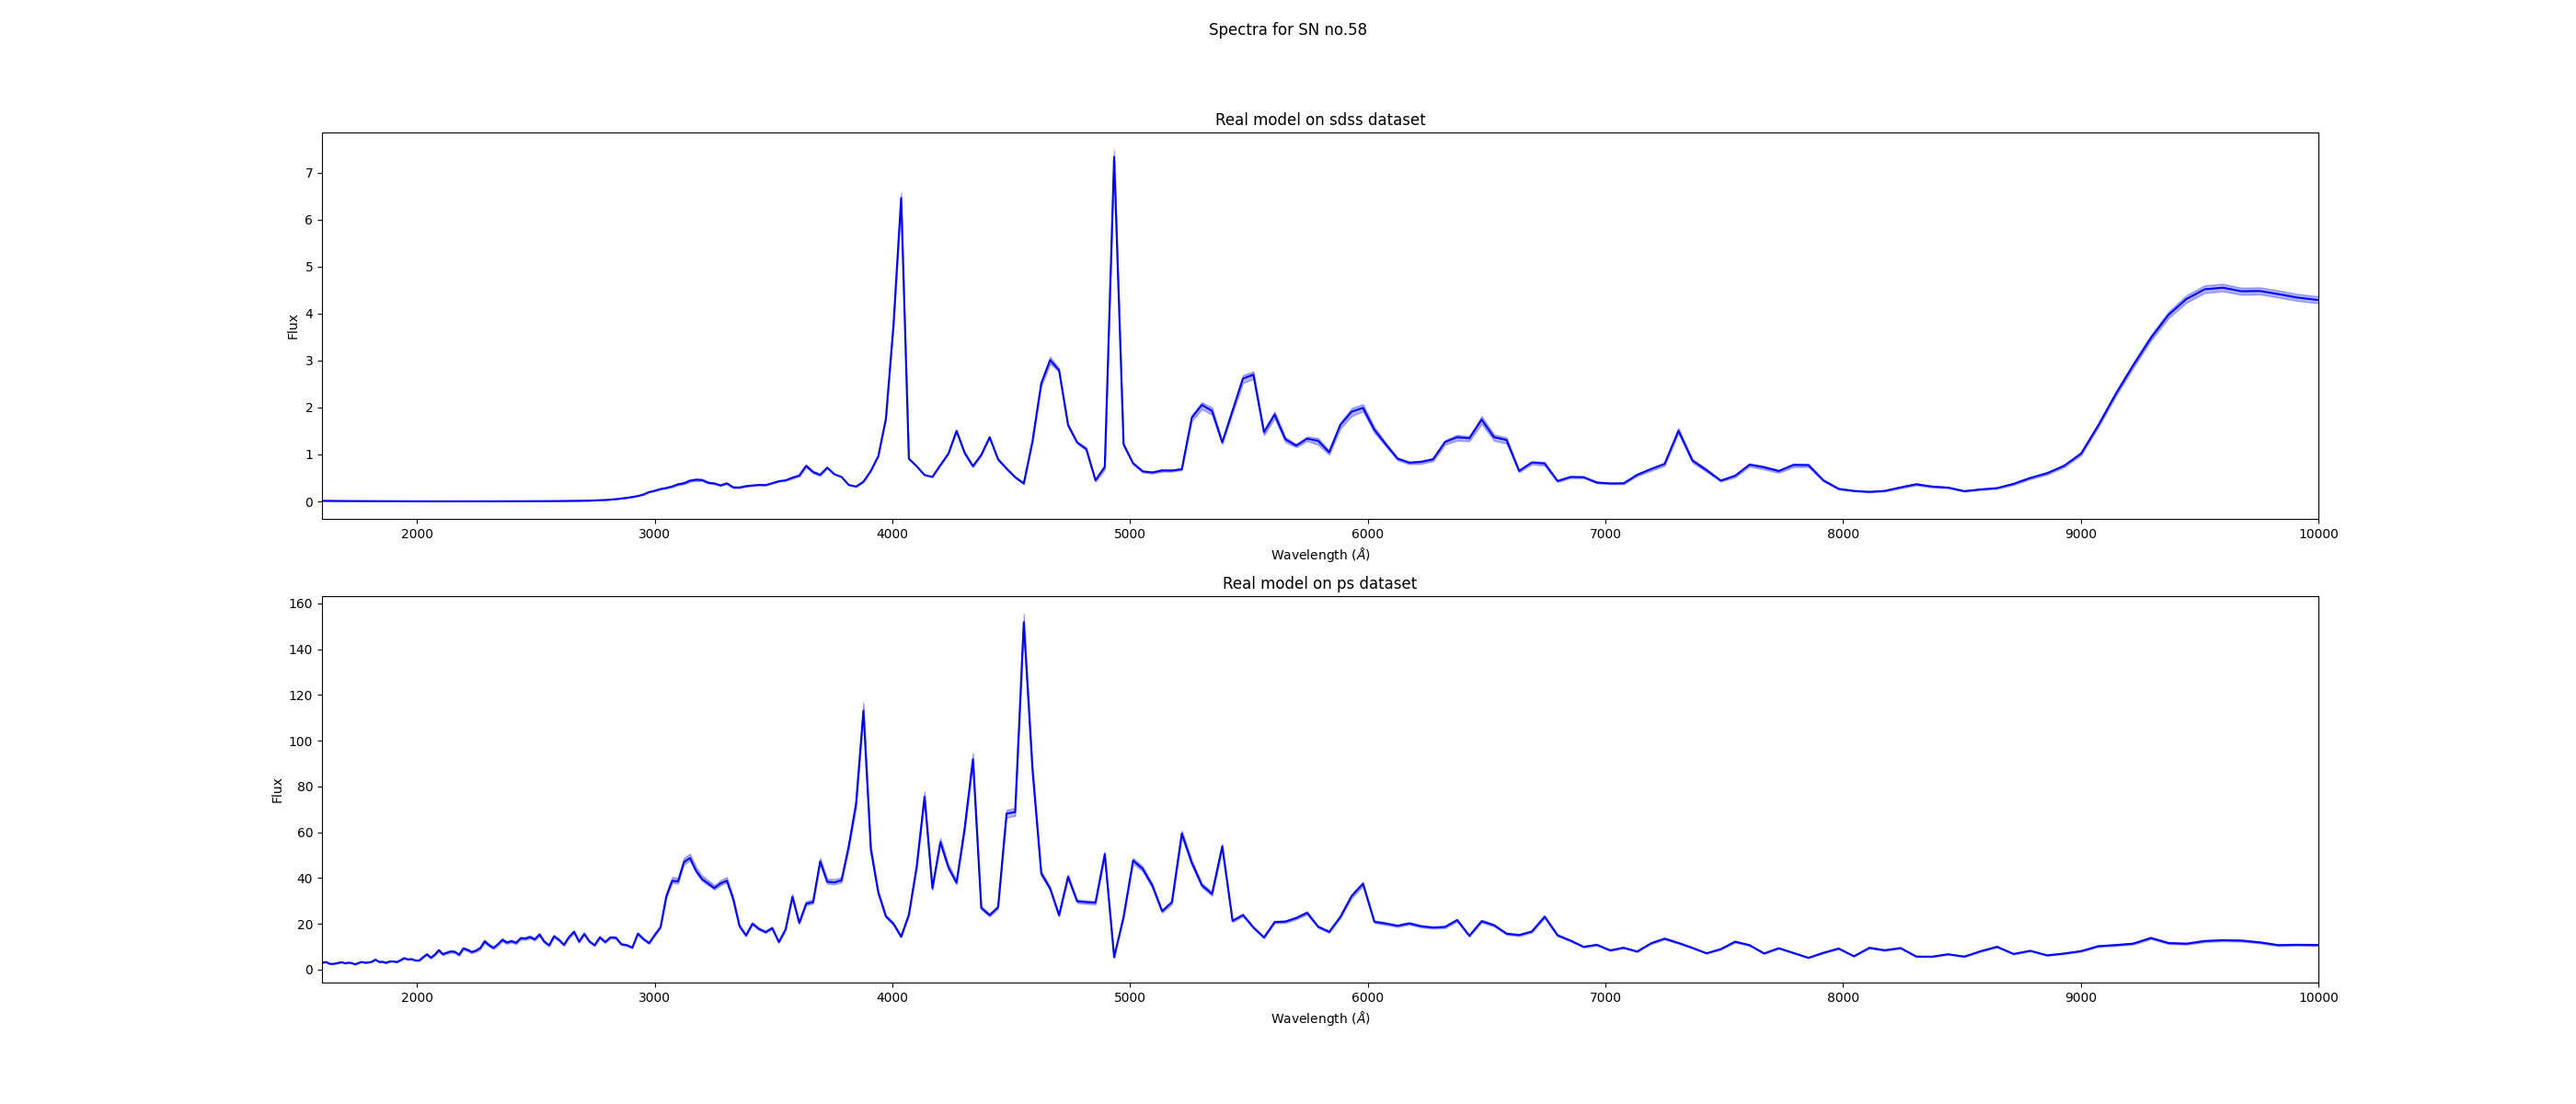 Spectra for SN no.58
Real model on sdss dataset
7
6
5
4
3
2
1
0
Flux
2000 3000 4000 5000 6000 7000 8000 9000 10000
Wavelength (Å)
Real model on ps dataset
160
140
120
100
80
60
40
20
0
Flux
2000 3000 4000 5000 6000 7000 8000 9000 10000
Wavelength (Å)